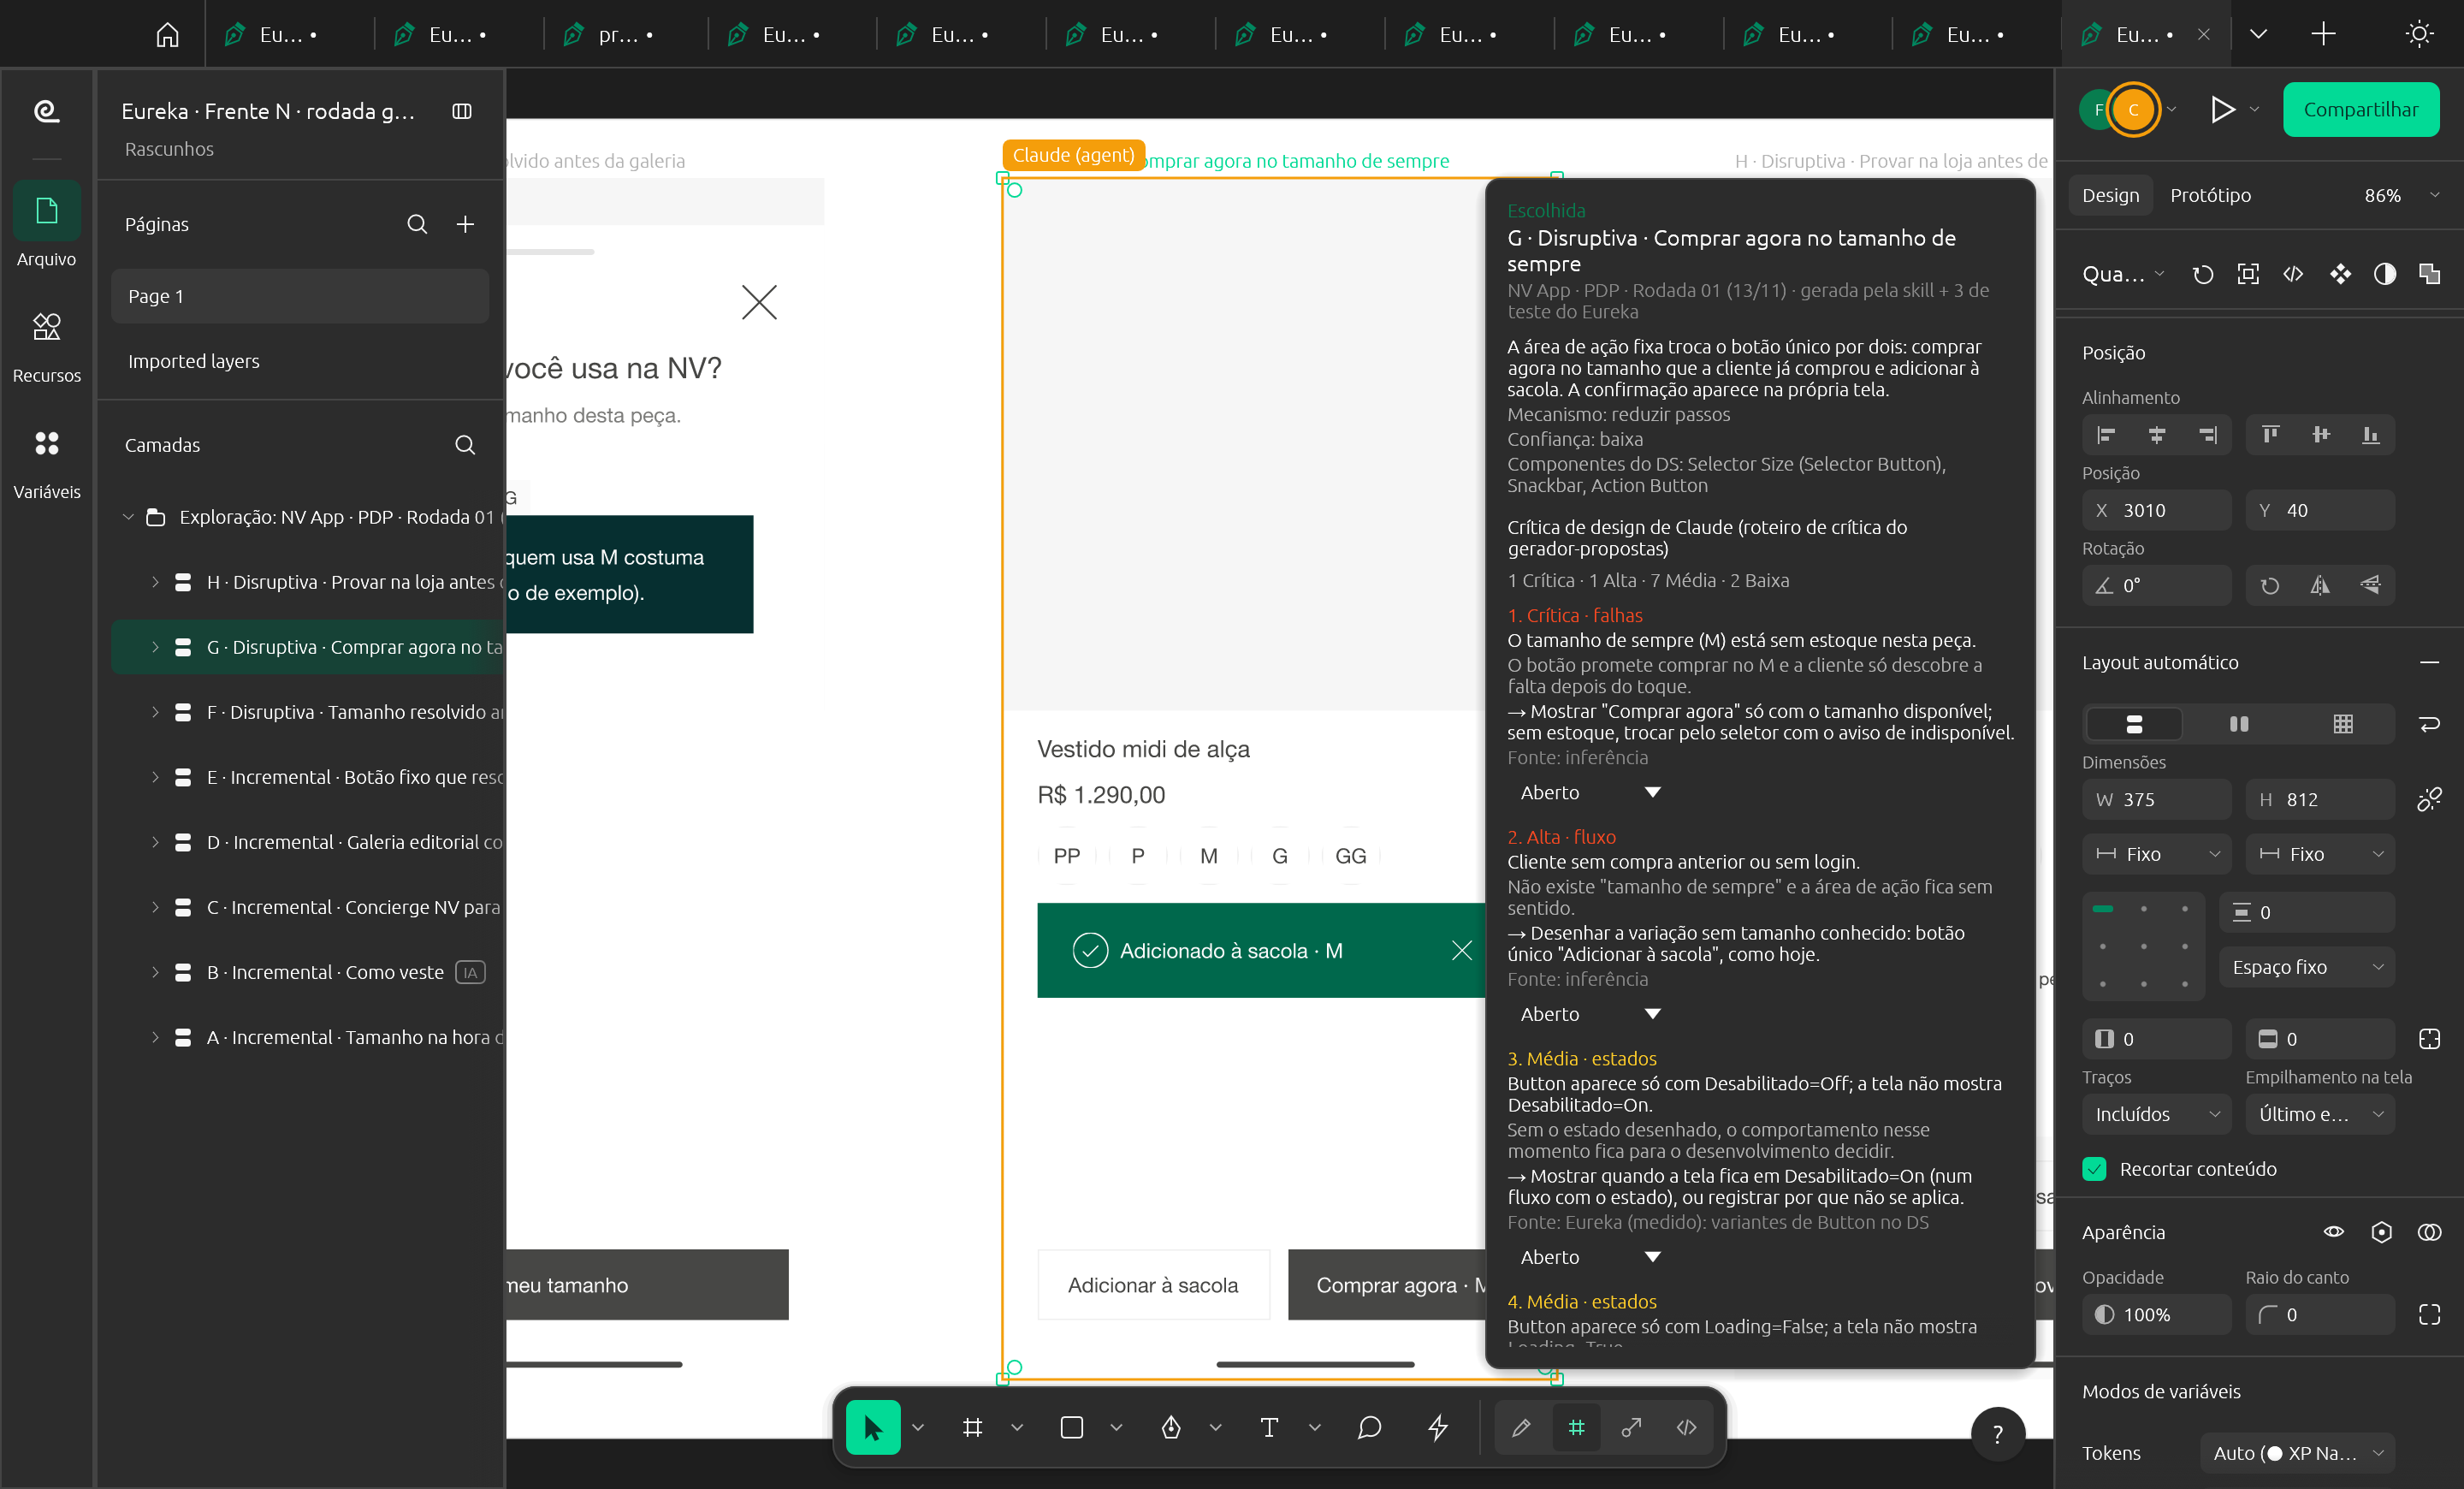 Eu... •
Eu... •
pr... •
Eu... •
Eu... •
Eu... •
Eu... •
Eu... •
Eu... •
Eu... •
Eu... •
Eu... •
Eureka · Frente N · rodada g...
Rascunhos
Arquivo
Recursos
Variáveis
Páginas
Page 1
Imported layers
Camadas
Exploração: NV App · PDP · Rodada 01 (
H · Disruptiva · Provar na loja antes
G · Disruptiva · Comprar agora no ta
F · Disruptiva · Tamanho resolvido a
E · Incremental · Botão fixo que reso
D · Incremental · Galeria editorial co
C · Incremental · Concierge NV para
B · Incremental · Como veste
IA
A · Incremental · Tamanho na hora
lvido antes da galeria
você usa na NV?
manho desta peça.
G
quem usa M costuma
o de exemplo).
meu tamanho
Claude (agent)
omprar agora no tamanho de sempre
H · Disruptiva · Provar na loja antes de
Vestido midi de alça
R$ 1.290,00
PP P M G GG
Adicionado à sacola · M
Adicionar à sacola
Comprar agora · M
Escolhida
G · Disruptiva · Comprar agora no tamanho de
sempre
NV App · PDP · Rodada 01 (13/11) · gerada pela skill + 3 de
teste do Eureka
A área de ação fixa troca o botão único por dois: comprar
agora no tamanho que a cliente já comprou e adicionar à
sacola. A confirmação aparece na própria tela.
Mecanismo: reduzir passos
Confiança: baixa
Componentes do DS: Selector Size (Selector Button),
Snackbar, Action Button
Crítica de design de Claude (roteiro de crítica do
gerador-propostas)
1 Crítica · 1 Alta · 7 Média · 2 Baixa
1. Crítica · falhas
O tamanho de sempre (M) está sem estoque nesta peça.
O botão promete comprar no M e a cliente só descobre a
falta depois do toque.
→ Mostrar "Comprar agora" só com o tamanho disponível;
sem estoque, trocar pelo seletor com o aviso de indisponível.
Fonte: inferência
Aberto
2. Alta · fluxo
Cliente sem compra anterior ou sem login.
Não existe "tamanho de sempre" e a área de ação fica sem
sentido.
→ Desenhar a variação sem tamanho conhecido: botão
único "Adicionar à sacola", como hoje.
Fonte: inferência
Aberto
3. Média · estados
Button aparece só com Desabilitado=Off; a tela não mostra
Desabilitado=On.
Sem o estado desenhado, o comportamento nesse
momento fica para o desenvolvimento decidir.
→ Mostrar quando a tela fica em Desabilitado=On (num
fluxo com o estado), ou registrar por que não se aplica.
Fonte: Eureka (medido): variantes de Button no DS
Aberto
4. Média · estados
Button aparece só com Loading=False; a tela não mostra
Loading=True
pe
sa
ov
?
F
C
Compartilhar
Design
Protótipo
86%
Qua...
Posição
Alinhamento
Posição
X 3010
Y 40
Rotação
0°
Layout automático
Dimensões
W 375
H 812
Fixo
Fixo
0
Espaço fixo
0
0
Traços
Empilhamento na tela
Incluídos
Último e...
Recortar conteúdo
Aparência
Opacidade
Raio do canto
100%
0
Modos de variáveis
Tokens
Auto (● XP Na...